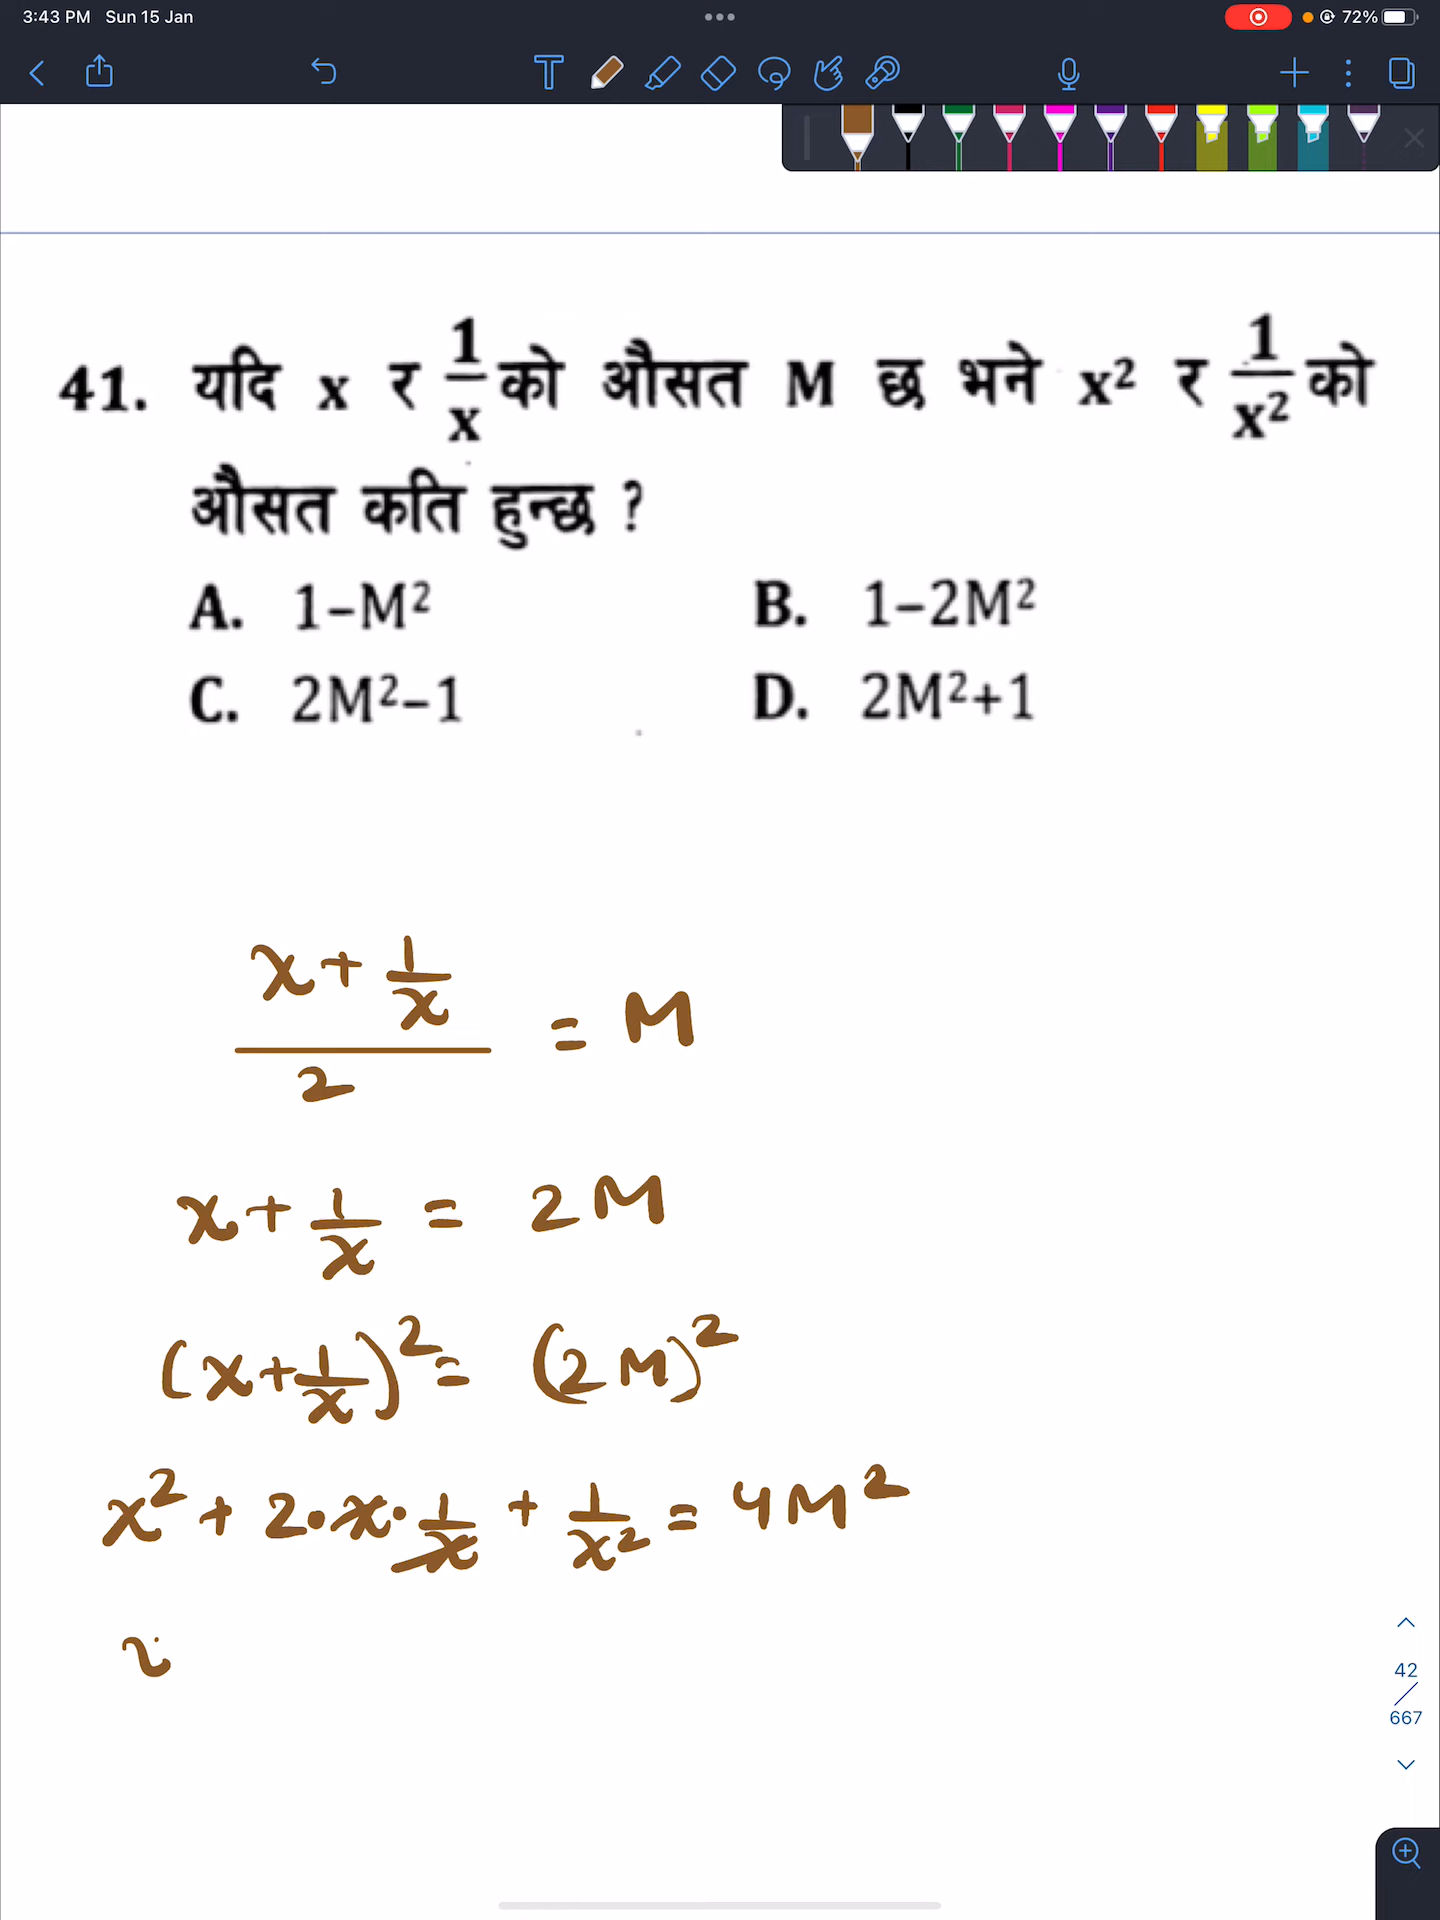 3:43 PM Sun 15 Jan
72%
41. यदि x र 1/x को औसत M छ भने x² र 1/x² को
औसत कति हुन्छ ?
A. 1–M² B. 1–2M²
C. 2M²–1 D. 2M²+1
(x + 1/x)/2 = M
x + 1/x = 2M
(x + 1/x)² = (2M)²
x² + 2·x·1/x + 1/x² = 4M²
42
/
667